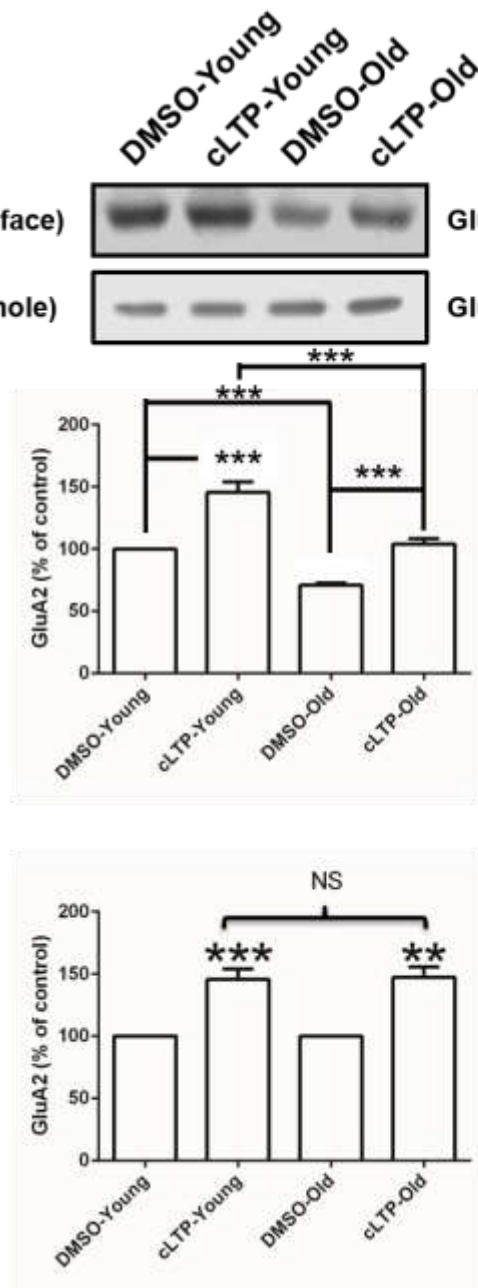 DMSO-Young cLTP-Young DMSO-Old cLTP-Old
face) Glu
hole) Glu
***
***
***
***
200
150
100
50
0
GluA2 (% of control)
DMSO-Young cLTP-Young DMSO-Old cLTP-Old
NS
*** **
200
150
100
50
0
GluA2 (% of control)
DMSO-Young cLTP-Young DMSO-Old cLTP-Old